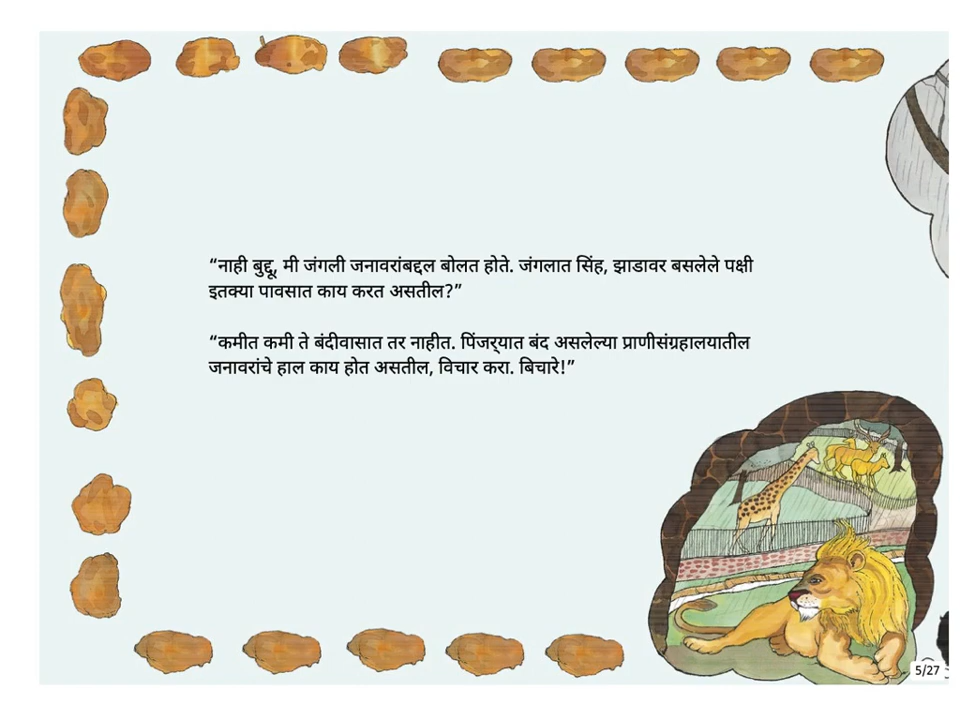 “नाही बुद्दू, मी जंगली जनावरांबद्दल बोलत होते. जंगलात सिंह, झाडावर बसलेले पक्षी
इतक्या पावसात काय करत असतील?”
“कमीत कमी ते बंदीवासात तर नाहीत. पिंजऱ्यात बंद असलेल्या प्राणीसंग्रहालयातील
जनावरांचे हाल काय होत असतील, विचार करा. बिचारे!”
5/27